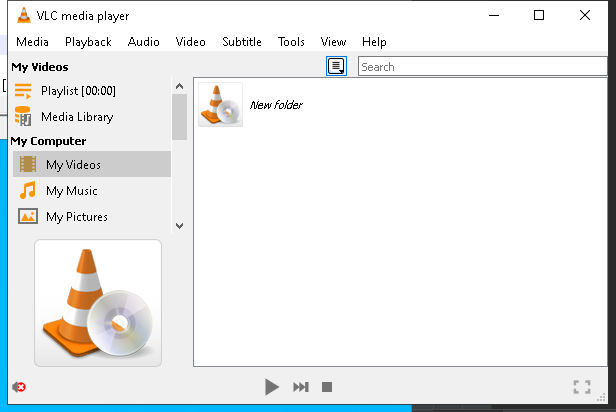 VLC media player
Media Playback Audio Video Subtitle Tools View Help
My Videos
Search
Playlist [00:00]
Media Library
My Computer
My Videos
My Music
My Pictures
New folder